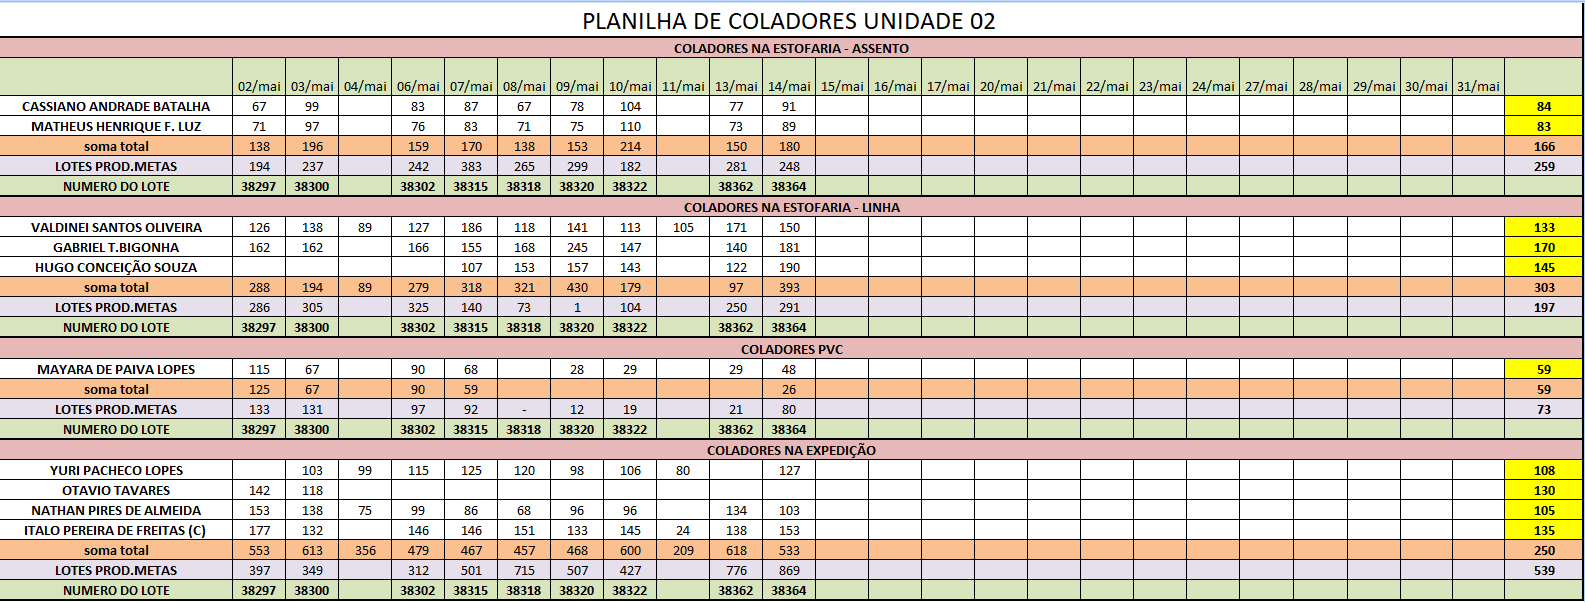 PLANILHA DE COLADORES UNIDADE 02
COLADORES NA ESTOFARIA - ASSENTO
02/mai 03/mai 04/mai 06/mai 07/mai 08/mai 09/mai 10/mai 11/mai 13/mai 14/mai 15/mai 16/mai 17/mai 20/mai 21/mai 22/mai 23/mai 24/mai 27/mai 28/mai 29/mai 30/mai 31/mai
CASSIANO ANDRADE BATALHA 67 99 83 87 67 78 104 77 91 84
MATHEUS HENRIQUE F. LUZ 71 97 76 83 71 75 110 73 89 83
soma total 138 196 159 170 138 153 214 150 180 166
LOTES PROD.METAS 194 237 242 383 265 299 182 281 248 259
NUMERO DO LOTE 38297 38300 38302 38315 38318 38320 38322 38362 38364
COLADORES NA ESTOFARIA - LINHA
VALDINEI SANTOS OLIVEIRA 126 138 89 127 186 118 141 113 105 171 150 133
GABRIEL T.BIGONHA 162 162 166 155 168 245 147 140 181 170
HUGO CONCEIÇÃO SOUZA 107 153 157 143 122 190 145
soma total 288 194 89 279 318 321 430 179 97 393 303
LOTES PROD.METAS 286 305 325 140 73 1 104 250 291 197
NUMERO DO LOTE 38297 38300 38302 38315 38318 38320 38322 38362 38364
COLADORES PVC
MAYARA DE PAIVA LOPES 115 67 90 68 28 29 29 48 59
soma total 125 67 90 59 26 59
LOTES PROD.METAS 133 131 97 92 - 12 19 21 80 73
NUMERO DO LOTE 38297 38300 38302 38315 38318 38320 38322 38362 38364
COLADORES NA EXPEDIÇÃO
YURI PACHECO LOPES 103 99 115 125 120 98 106 80 127 108
OTAVIO TAVARES 142 118 130
NATHAN PIRES DE ALMEIDA 153 138 75 99 86 68 96 96 134 103 105
ITALO PEREIRA DE FREITAS (C) 177 132 146 146 151 133 145 24 138 153 135
soma total 553 613 356 479 467 457 468 600 209 618 533 250
LOTES PROD.METAS 397 349 312 501 715 507 427 776 869 539
NUMERO DO LOTE 38297 38300 38302 38315 38318 38320 38322 38362 38364